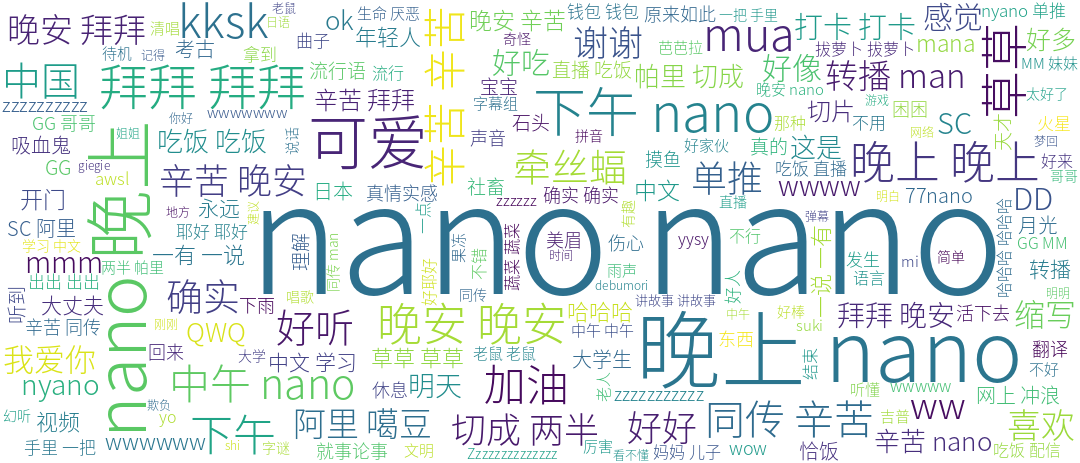 晚安 拜拜
kksk
清唱
老鼠
日语
ok
生命 厌恶
曲子
年轻人
待机
记得
考古
拿到
晚安 辛苦
钱包 钱包
奇怪
好吃
谢谢
原来如此
一把 手里
打卡 打卡
感觉
nyano 单推
mua
芭芭拉
拔萝卜 拔萝卜
mana
好多
MM 妹妹
中国
拜拜 拜拜
流行语
流行
直播 吃饭
帕里 切成
好像
转播 man
草 草
太好了
zzzzzzzzzz
wwwwwww
辛苦 拜拜
辛苦 辛苦
宝宝
字幕组
晚安 nano
切片
游戏
困困
GG 哥哥
姐姐
你好
可爱
下午 nano
石头
声音
拼音
那种
不用
SC
天才
火星
吸血鬼
吃饭 吃饭
说话
好家伙
真的
这是
网络
梦回
GG
giegie
辛苦 晚安
牵丝蝠
摸鱼
单推
吃饭 直播
晚上 晚上
好来
哥哥
awsl
日本
真情实感
社畜
zzzzzz
确实 确实
中文
wwww
明白
77nano
DD
开门
永远
地方
建议
一点
有趣
直播
弹幕
SC 阿里
耶好 耶好
nano 晚上
nano nano
月光
哈哈哈 哈哈哈
学习 中文
mmm
两半 帕里
一有 一说
理解
同传 man
好耶 好耶
果冻
不错
蔬菜 蔬菜
美眉
时间
伤心
yysy
不行
一说 一有
发生
语言
mi
简单
GG MM
转播
听到
出出 出出
大丈夫
确实
下雨
唱歌
同传
雨声
debumori
讲故事 讲故事
好人
明明
辛苦 同传
刚刚
QWQ
好听
晚安 晚安
哈哈哈
中午 中午
晚上 nano
好棒
中午
suki
拜拜 晚安
活下去
缩写
我爱你
回来
大学
中文 学习
草草 草草
老鼠 老鼠
大学生
东西
结束
翻译
不好
nyano
中午 nano
休息
明天
加油
老人
zzzzzzzzzzz
听懂
wwwww
网上 冲浪
幻听
视频
欺负
yo
下午
阿里 噶豆
切成 两半
好好
同传 辛苦
ww
吉普
喜欢
手里 一把
wwwwww
shi
字谜
就事论事
文明
Zzzzzzzzzzzzz
厉害
看不懂
妈妈 儿子
wow
恰饭
辛苦 nano
吃饭 配信